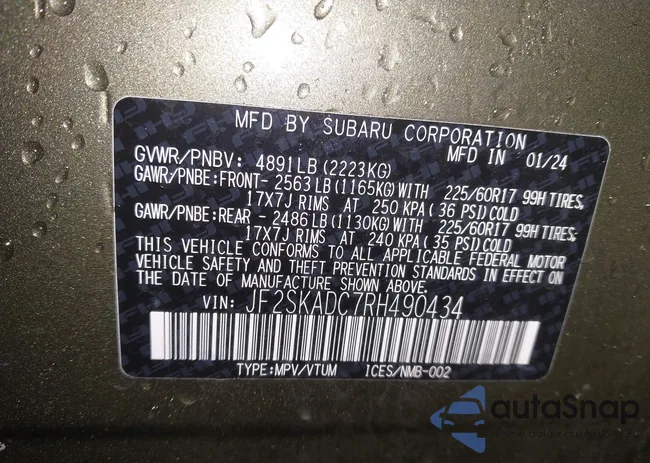 MFD BY SUBARU CORPORATION
MFD IN 01/24
GVWR/PNBV: 4891LB (2223KG)
GAWR/PNBE:FRONT- 2563LB(1165KG)WITH 225/60R17 99H TIRES,
17X7J RIMS AT 250 KPA( 36 PSI)COLD
GAWR/PNBE:REAR - 2486LB(1130KG)WITH 225/60R17 99H TIRES,
17X7J RIMS AT 240 KPA( 35 PSI)COLD
THIS VEHICLE CONFORMS TO ALL APPLICABLE FEDERAL MOTOR
VEHICLE SAFETY AND THEFT PREVENTION STANDARDS IN EFFECT ON
THE DATE OF MANUFACTURE SHOWN ABOVE.
VIN: JF2SKADC7RH490434
TYPE:MPV/VTUM ICES/NMB-002
autoSnap